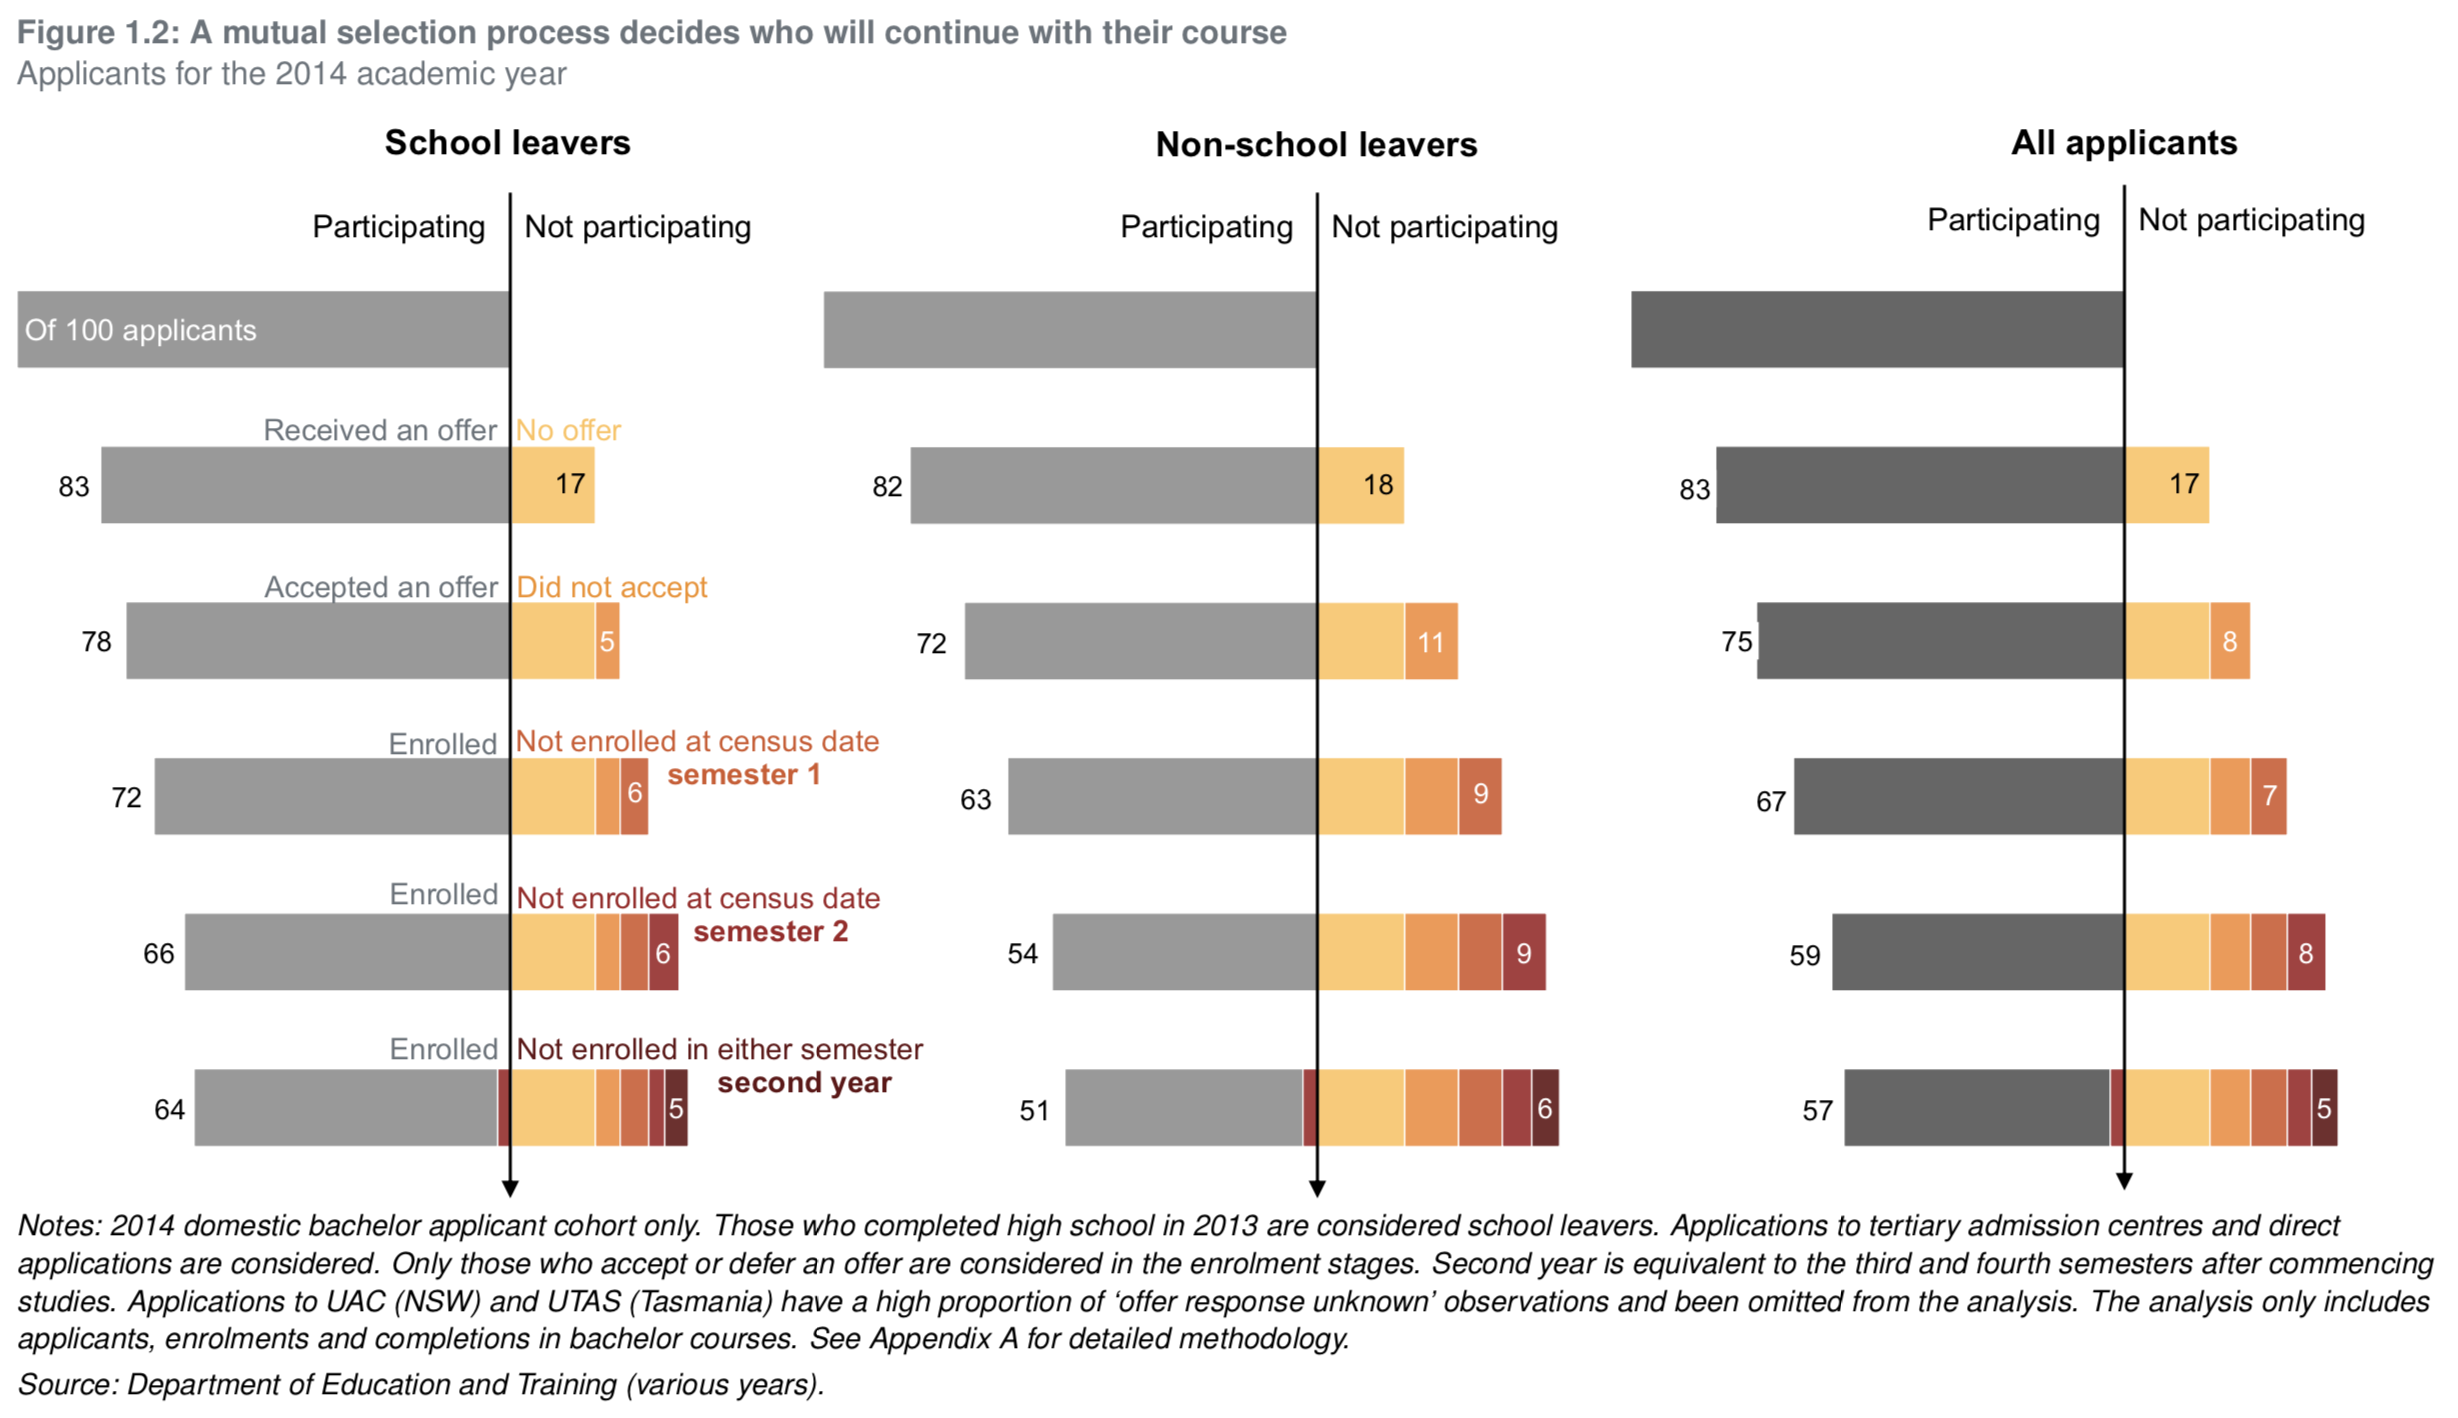 Figure 1.2: A mutual selection process decides who will continue with their course
Applicants for the 2014 academic year
School leavers
Non-school leavers
All applicants
Participating
Not participating
Participating
Not participating
Participating
Not participating
Of 100 applicants
Received an offer
No offer
83
17
82
18
83
17
Accepted an offer
Did not accept
78
5
72
11
75
8
Enrolled
Not enrolled at census date
semester 1
72
6
63
9
67
7
Enrolled
Not enrolled at census date
semester 2
66
6
54
9
59
8
Enrolled
Not enrolled in either semester
second year
64
5
51
6
57
5
Notes: 2014 domestic bachelor applicant cohort only. Those who completed high school in 2013 are considered school leavers. Applications to tertiary admission centres and direct
applications are considered. Only those who accept or defer an offer are considered in the enrolment stages. Second year is equivalent to the third and fourth semesters after commencing
studies. Applications to UAC (NSW) and UTAS (Tasmania) have a high proportion of ‘offer response unknown’ observations and been omitted from the analysis. The analysis only includes
applicants, enrolments and completions in bachelor courses. See Appendix A for detailed methodology.
Source: Department of Education and Training (various years).